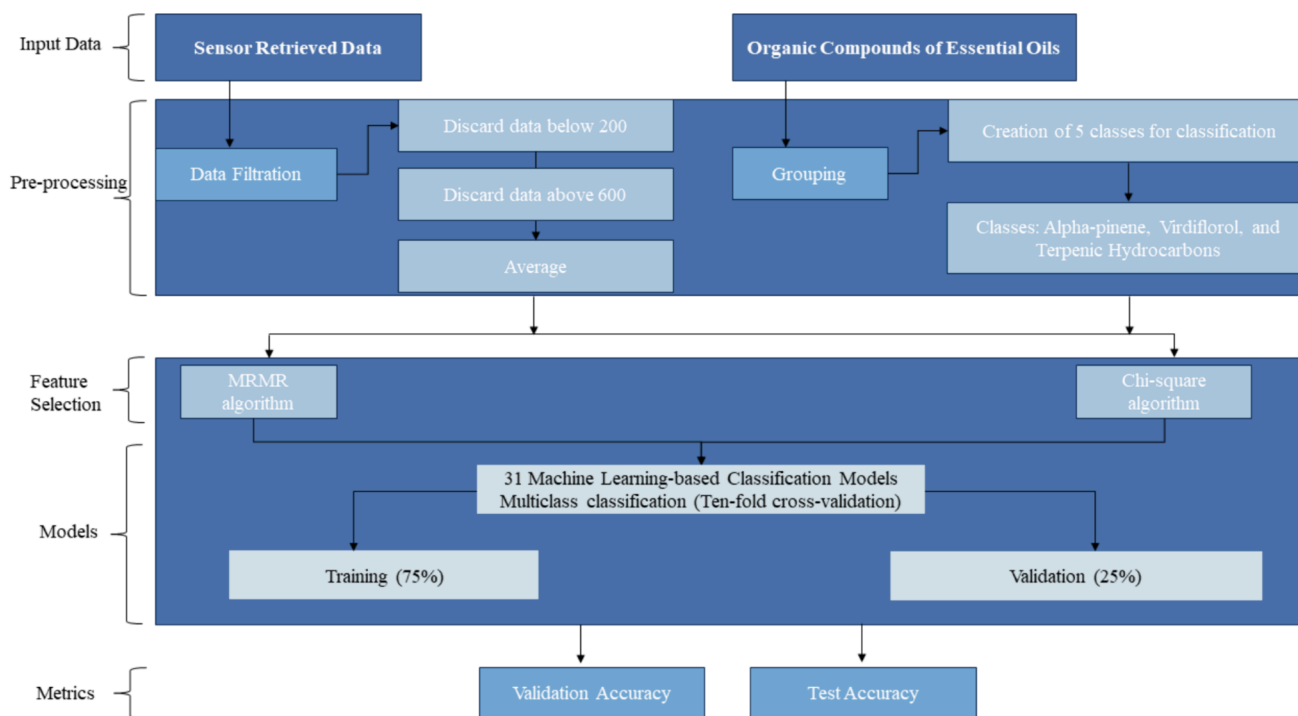 Input Data
Sensor Retrieved Data
Organic Compounds of Essential Oils
Pre-processing
Data Filtration
Discard data below 200
Discard data above 600
Average
Grouping
Creation of 5 classes for classification
Classes: Alpha-pinene, Virdiflorol, and
Terpenic Hydrocarbons
Feature
Selection
MRMR
algorithm
Chi-square
algorithm
Models
31 Machine Learning-based Classification Models
Multiclass classification (Ten-fold cross-validation)
Training (75%)
Validation (25%)
Metrics
Validation Accuracy
Test Accuracy